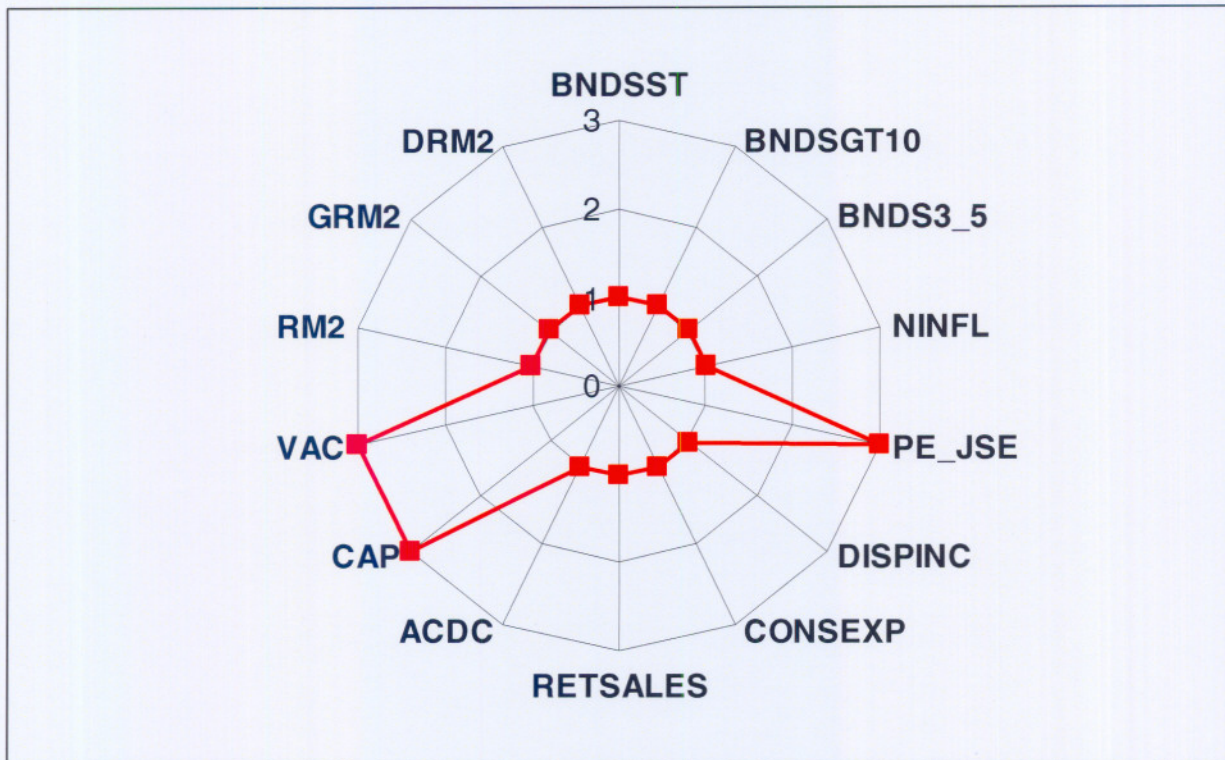 BNDSST
3
DRM2
BNDSGT10
2
GRM2
BNDS3_5
1
RM2
NINFL
0
VAC
PE_JSE
CAP
DISPINC
ACDC
CONSEXP
RETSALES